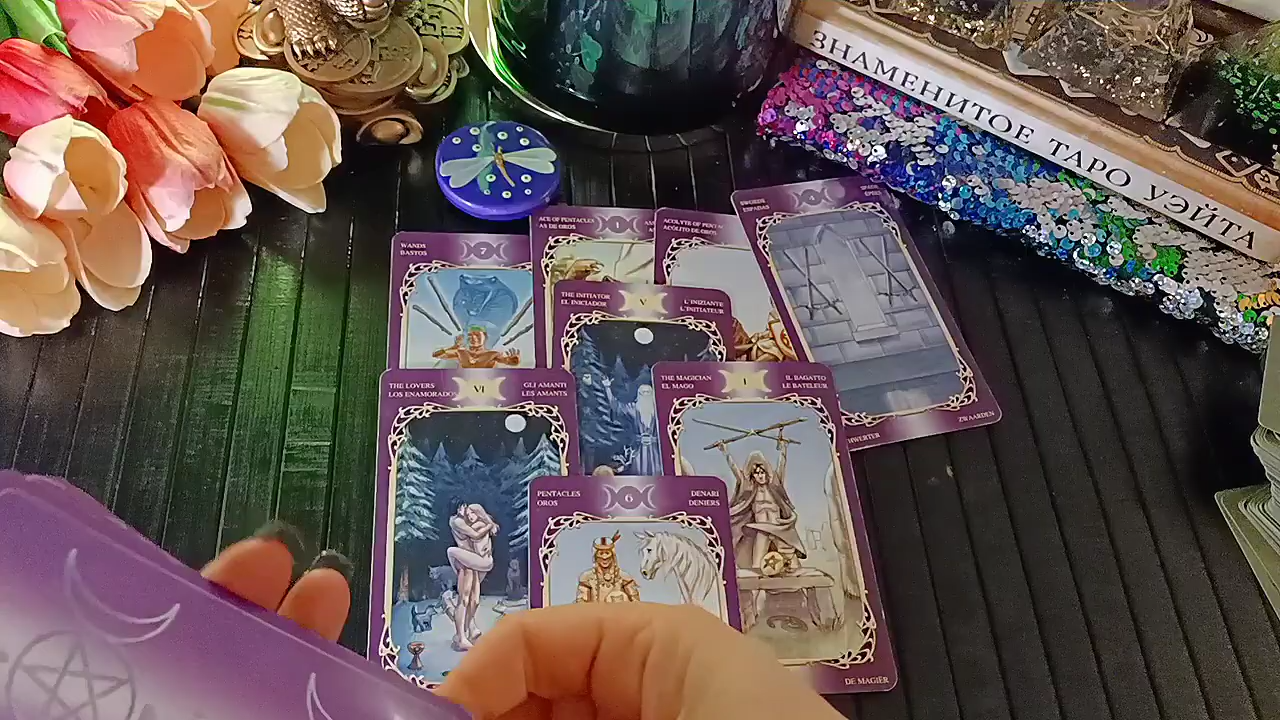 ЗНАМЕНИТОЕ ТАРО УЭЙТА
SWORDS
ESPADAS
ACE OF PENTACLES
AS DE OROS
I
ACOLYTE OF
ACÓLITO DE OROS
WANDS
BASTOS
7
THE INITIATOR
EL INICIADOR
V
L'INIZIANTE
L'INITIATEUR
THE LOVERS
LOS ENAMORADOS
VI
GLI AMANTI
LES AMANTS
THE MAGICIAN
EL MAGO
I
IL BAGATTO
LE BATELEUR
ZWAARDEN
PENTACLES
OROS
6
DENARI
DENIERS
DE MAGIËR